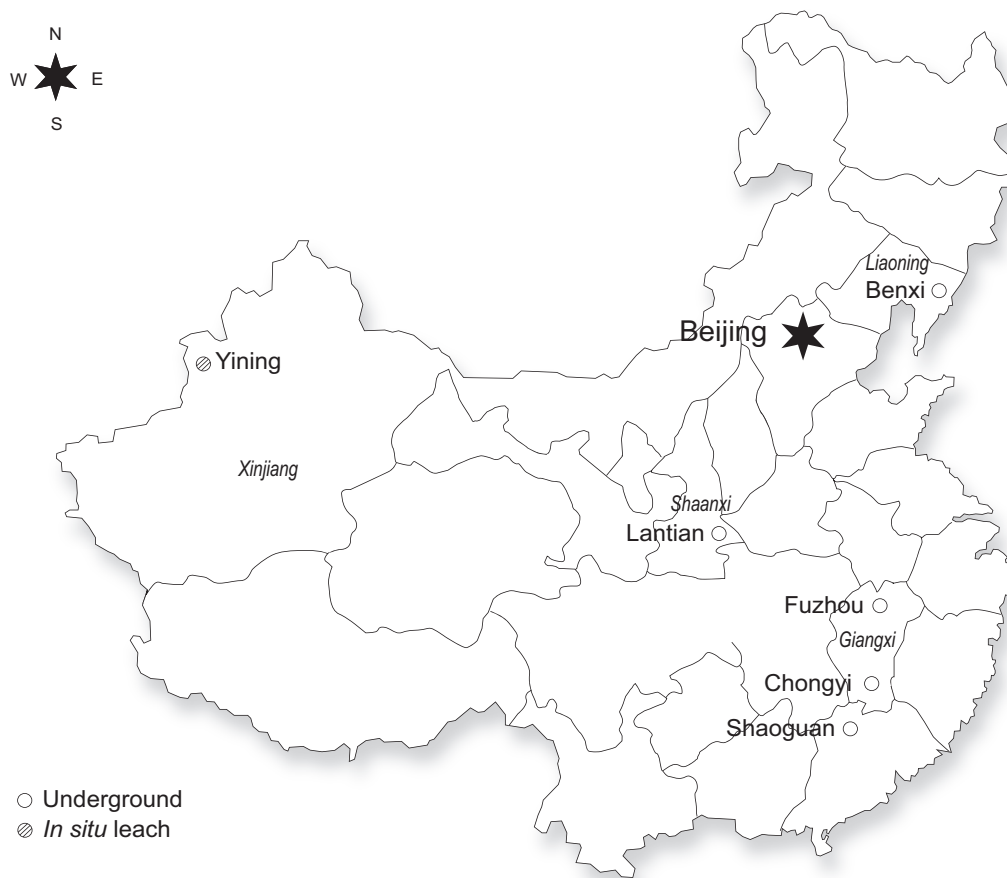 N
W E
S
Liaoning
Benxi
Beijing
Yining
Xinjiang
Shaanxi
Lantian
Fuzhou
Giangxi
Chongyi
Shaoguan
Underground
In situ leach